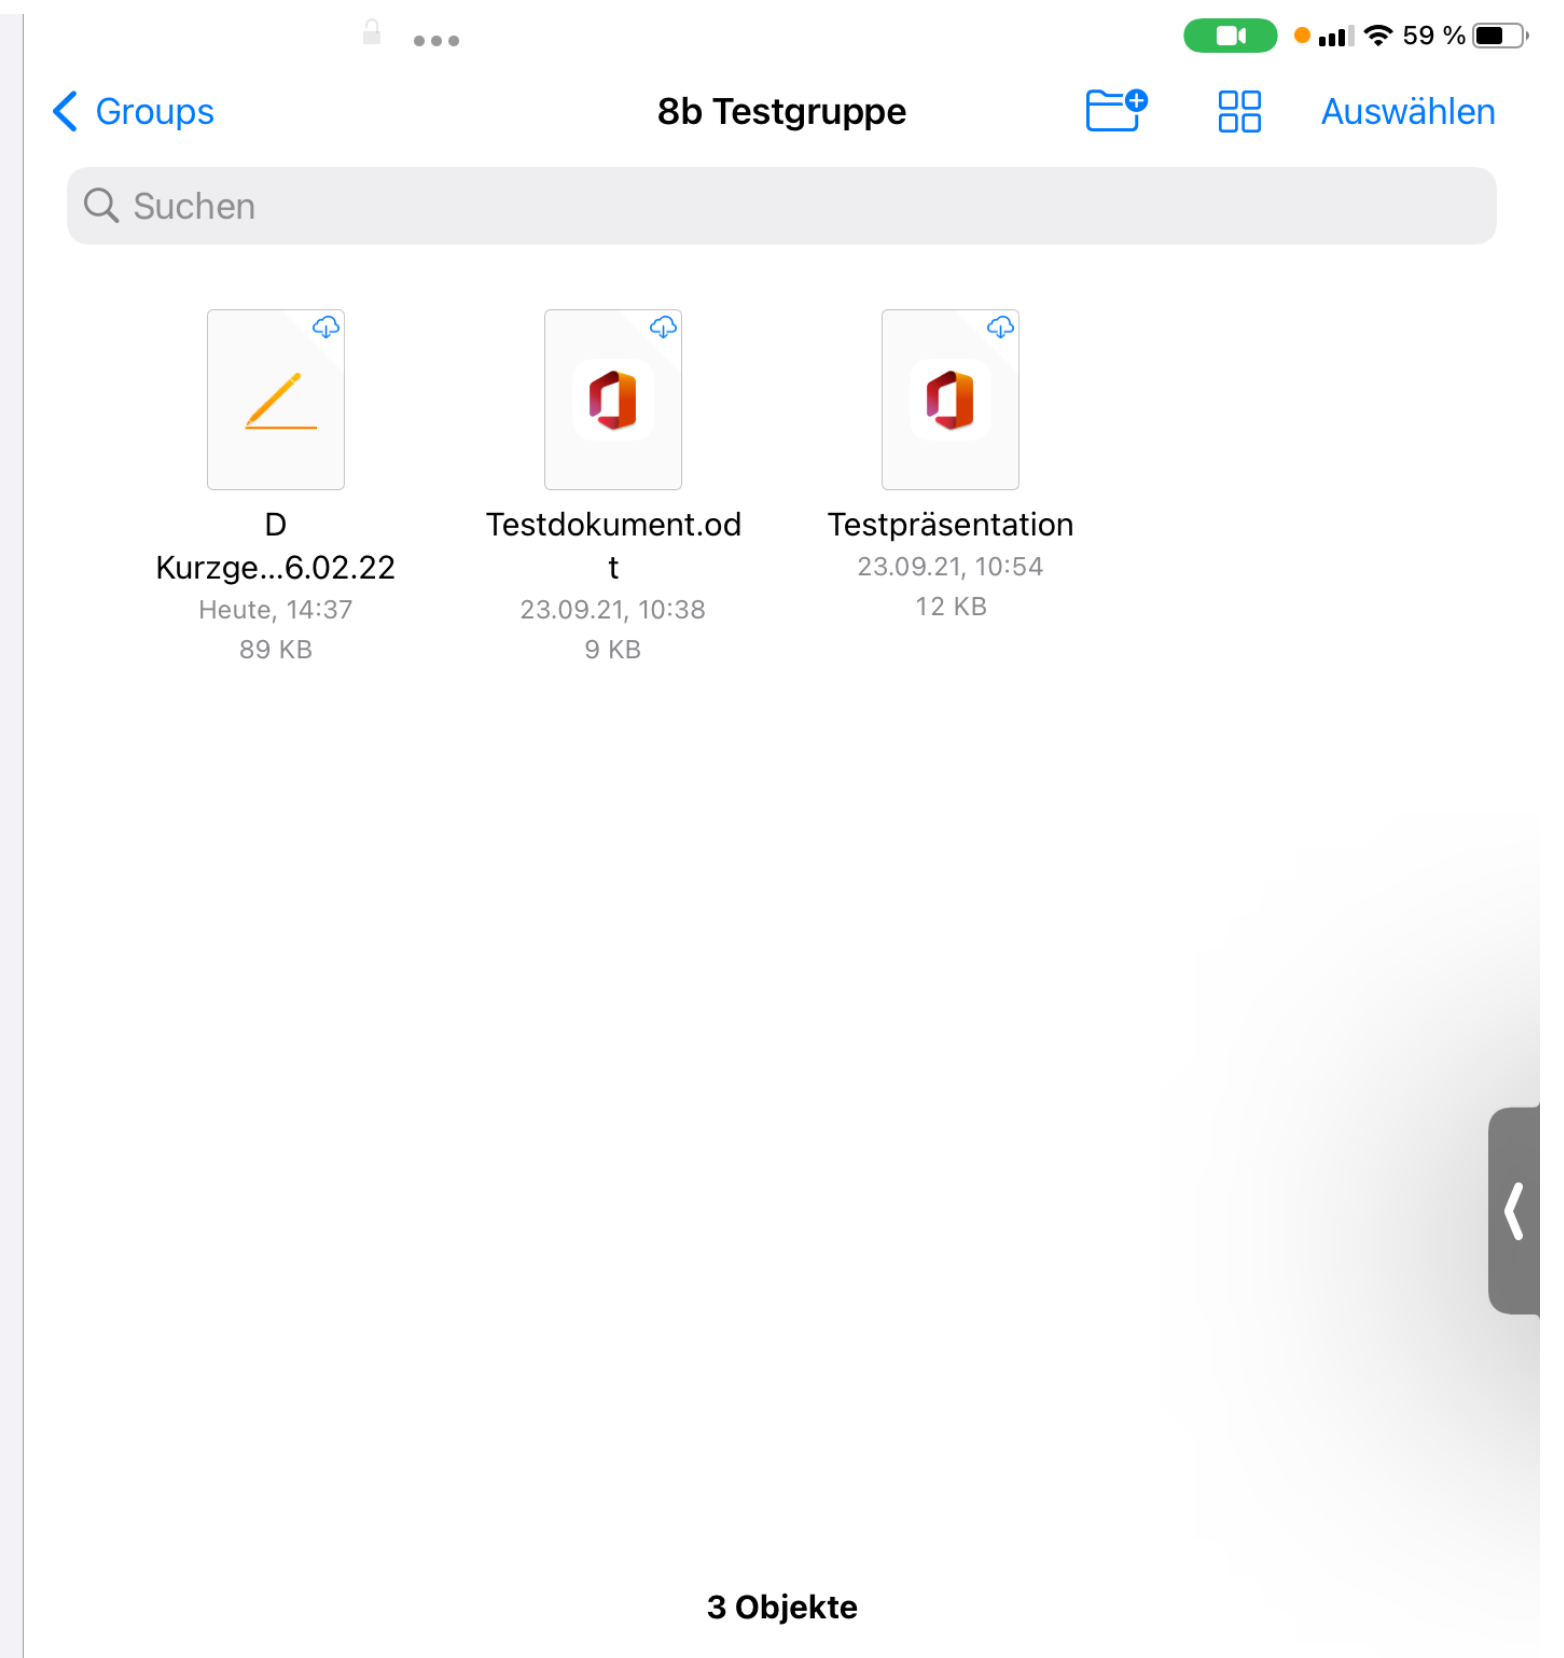 59 %
Groups
8b Testgruppe
Auswählen
Suchen
D
Kurzge...6.02.22
Heute, 14:37
89 KB
Testdokument.od
t
23.09.21, 10:38
9 KB
Testpräsentation
23.09.21, 10:54
12 KB
3 Objekte